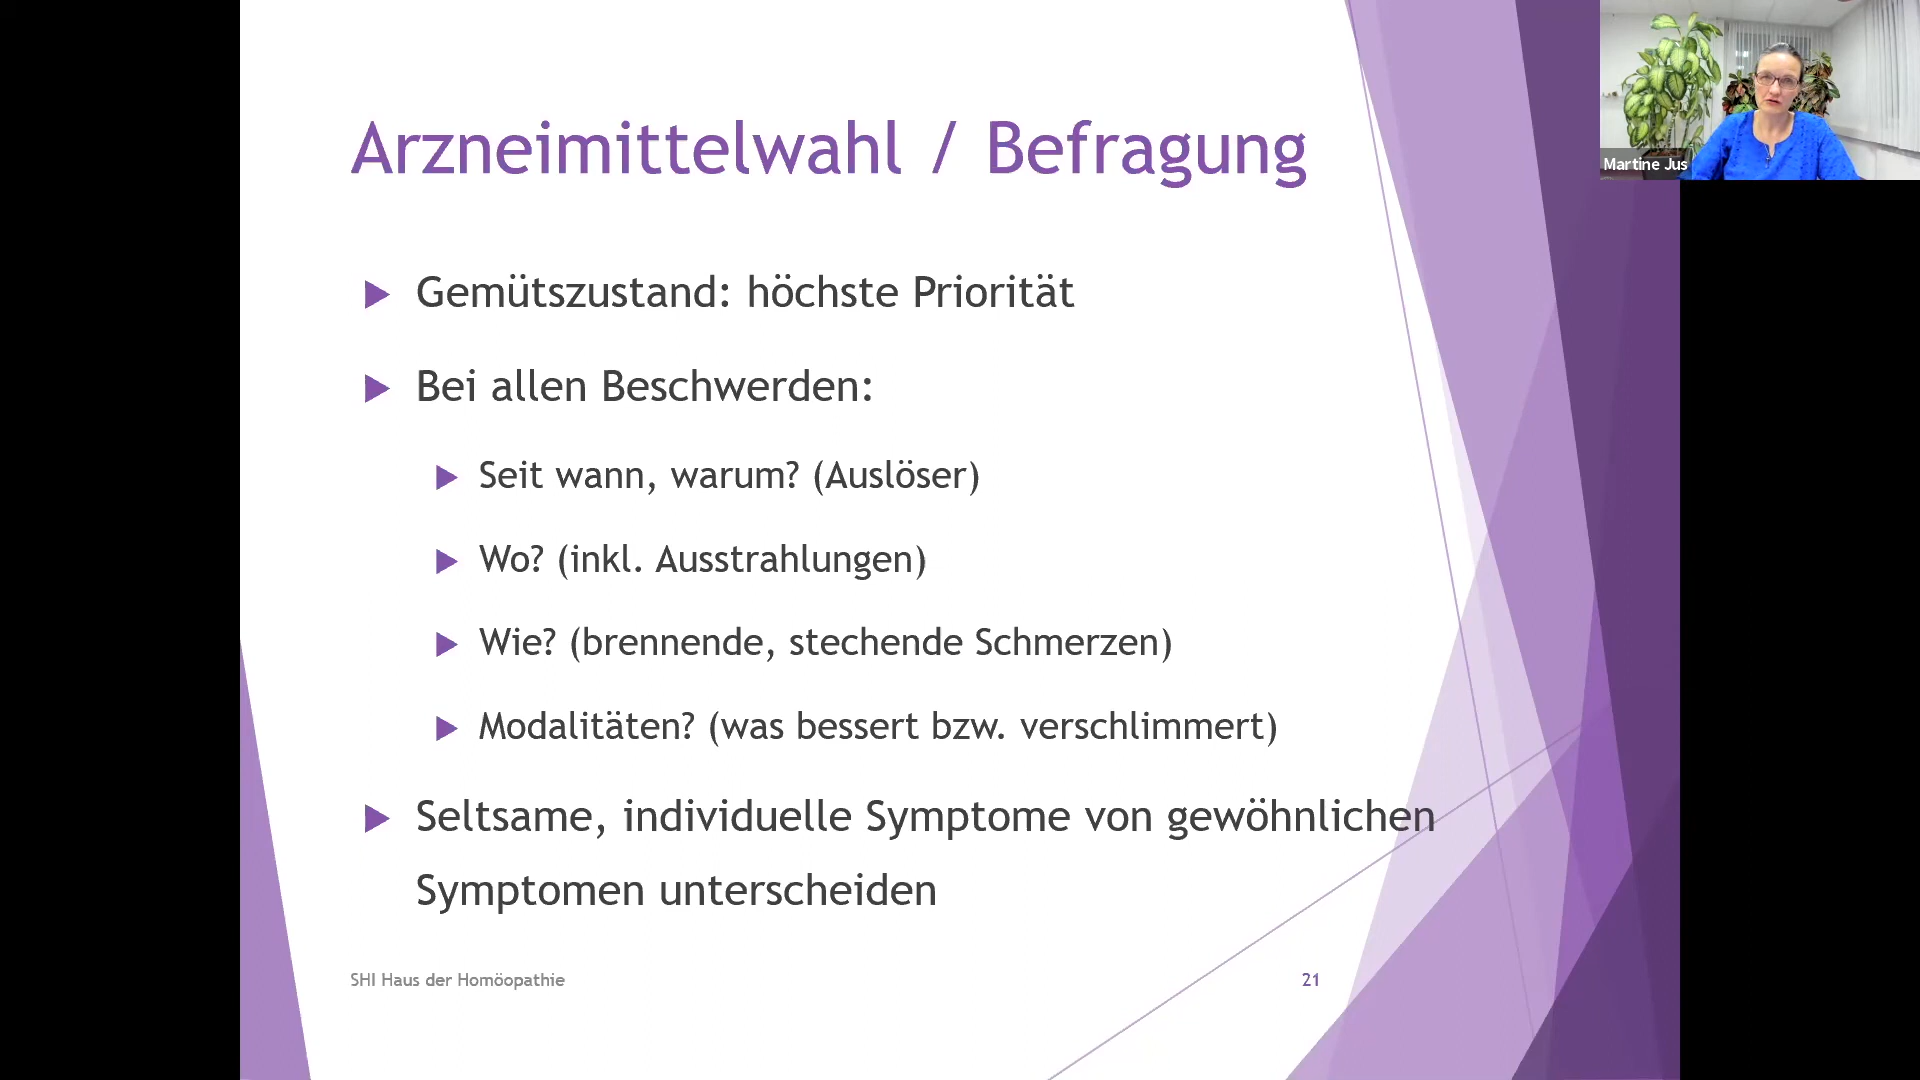 Arzneimittelwahl / Befragung
Gemütszustand: höchste Priorität
Bei allen Beschwerden:
Seit wann, warum? (Auslöser)
Wo? (inkl. Ausstrahlungen)
Wie? (brennende, stechende Schmerzen)
Modalitäten? (was bessert bzw. verschlimmert)
Seltsame, individuelle Symptome von gewöhnlichen
Symptomen unterscheiden
SHI Haus der Homöopathie
21
Martine Jus